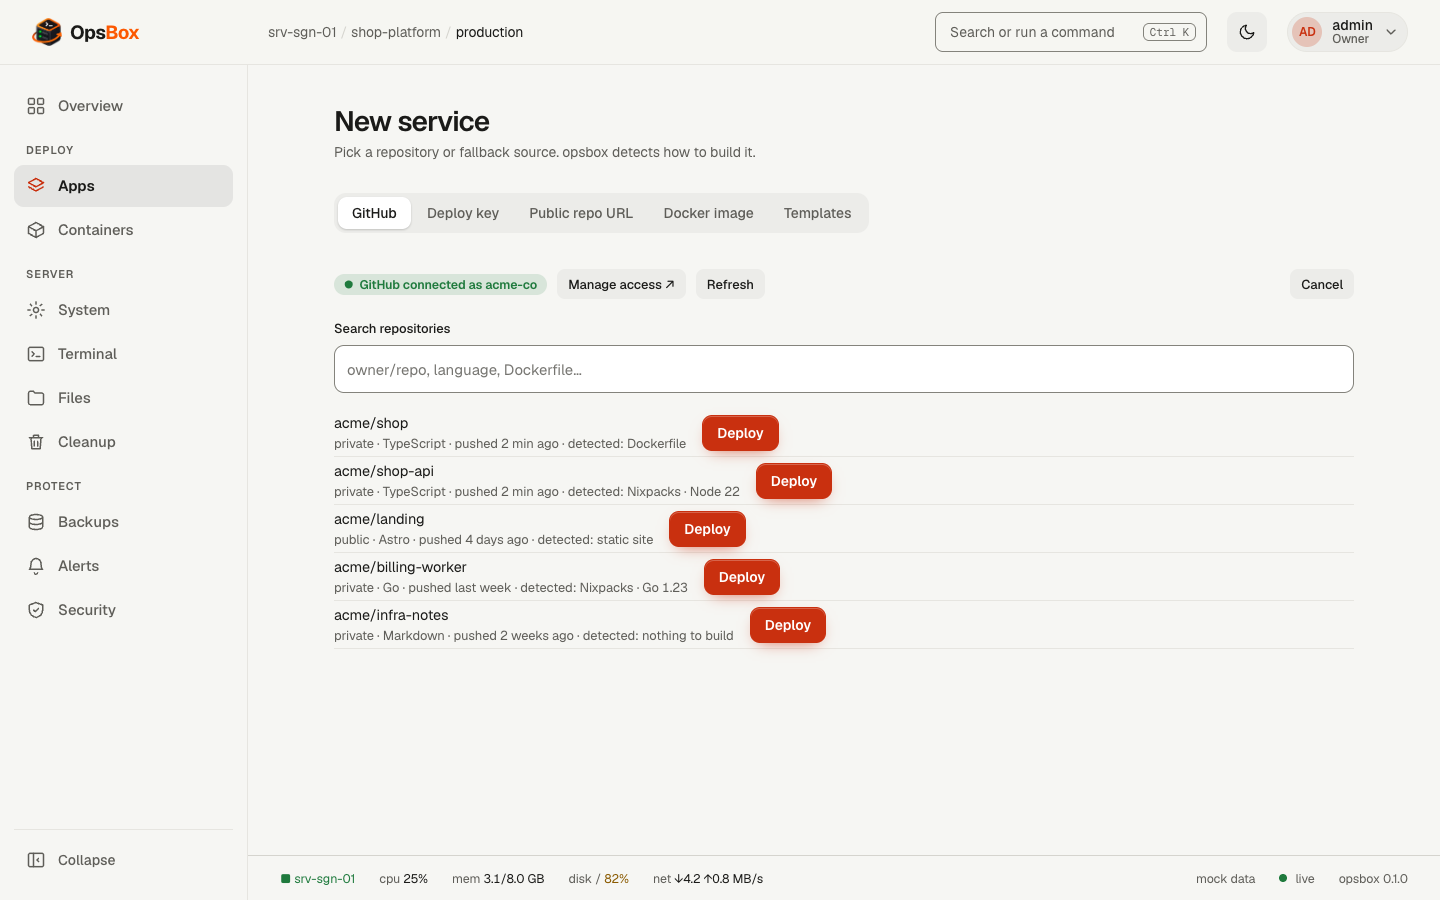 OpsBox
srv-sgn-01 / shop-platform / production
Search or run a command Ctrl K
AD
admin
Owner
Overview
DEPLOY
Apps
Containers
SERVER
System
Terminal
Files
Cleanup
PROTECT
Backups
Alerts
Security
Collapse
New service
Pick a repository or fallback source. opsbox detects how to build it.
GitHub Deploy key Public repo URL Docker image Templates
GitHub connected as acme-co Manage access ↗ Refresh Cancel
Search repositories
owner/repo, language, Dockerfile…
acme/shop
private · TypeScript · pushed 2 min ago · detected: Dockerfile
Deploy
acme/shop-api
private · TypeScript · pushed 2 min ago · detected: Nixpacks · Node 22
Deploy
acme/landing
public · Astro · pushed 4 days ago · detected: static site
Deploy
acme/billing-worker
private · Go · pushed last week · detected: Nixpacks · Go 1.23
Deploy
acme/infra-notes
private · Markdown · pushed 2 weeks ago · detected: nothing to build
Deploy
srv-sgn-01 cpu 25% mem 3.1/8.0 GB disk / 82% net ↓4.2 ↑0.8 MB/s mock data live opsbox 0.1.0